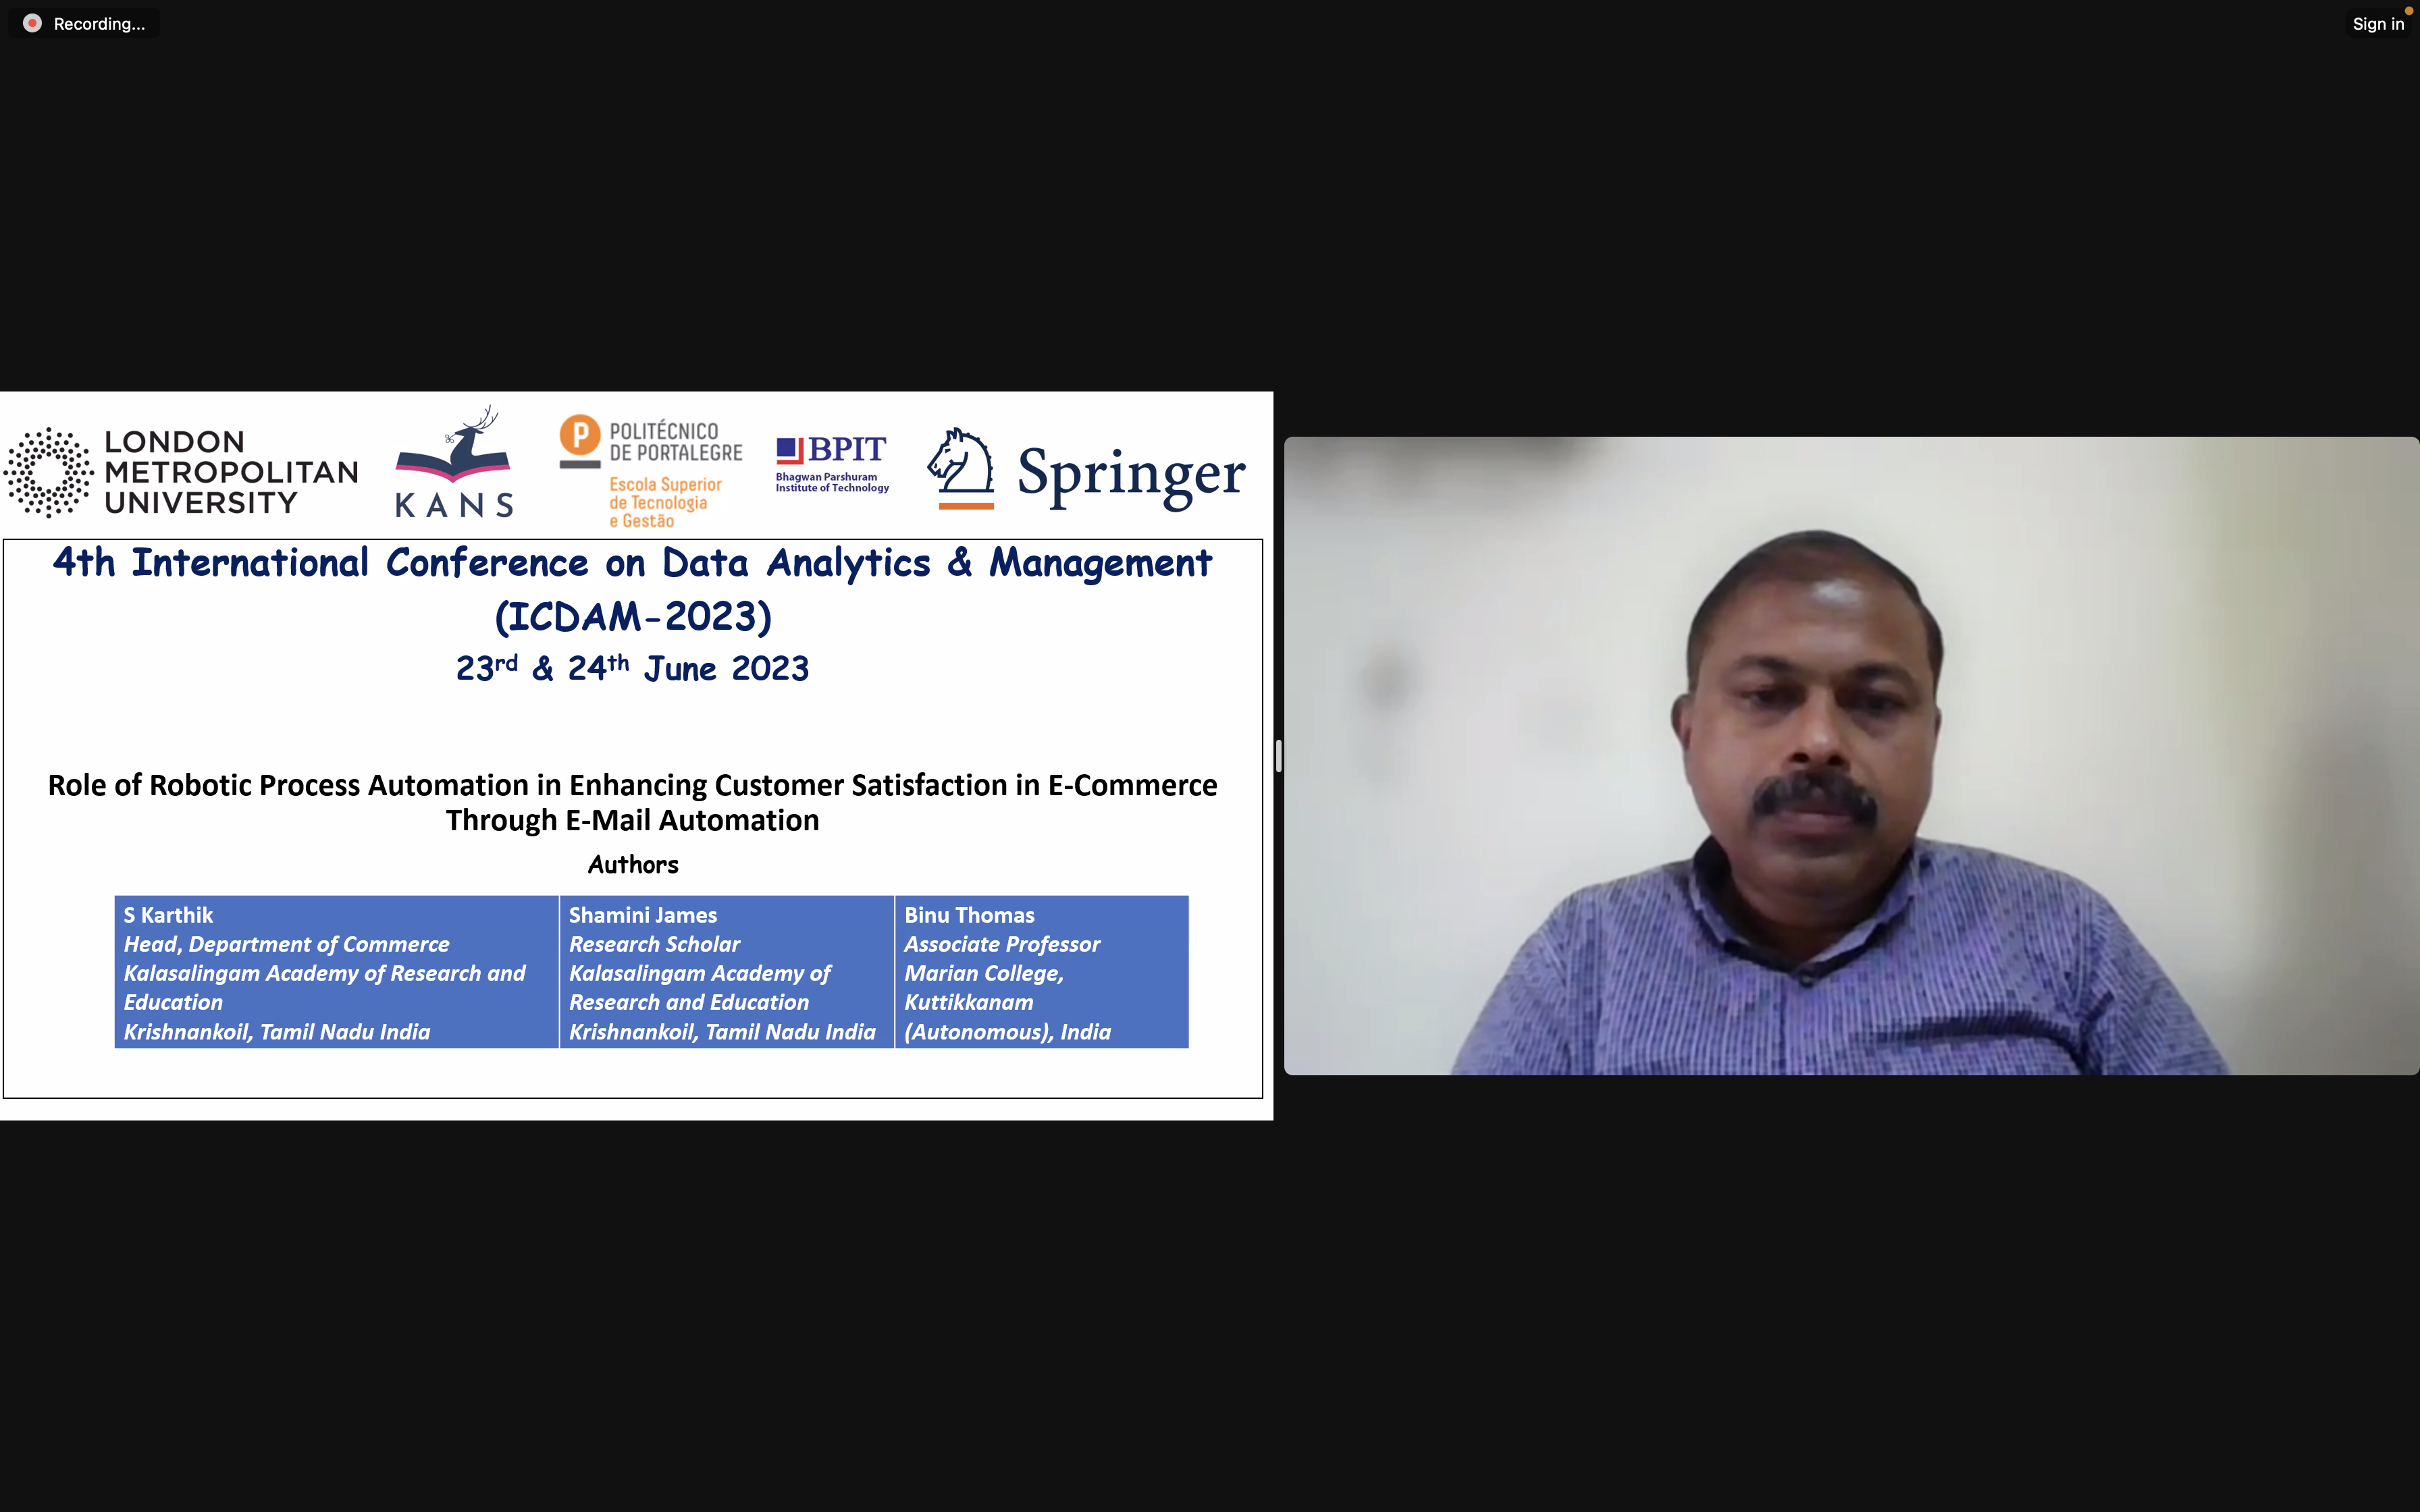 Recording...
Sign in
LONDON
METROPOLITAN
UNIVERSITY
KANS
P
POLITÉCNICO
DE PORTALEGRE
Escola Superior
de Tecnologia
e Gestão
BPIT
Bhagwan Parshuram
Institute of Technology
Springer
4th International Conference on Data Analytics & Management
(ICDAM-2023)
23rd & 24th June 2023
Role of Robotic Process Automation in Enhancing Customer Satisfaction in E-Commerce
Through E-Mail Automation
Authors
S Karthik
Head, Department of Commerce
Kalasalingam Academy of Research and
Education
Krishnankoil, Tamil Nadu India
Shamini James
Research Scholar
Kalasalingam Academy of
Research and Education
Krishnankoil, Tamil Nadu India
Binu Thomas
Associate Professor
Marian College,
Kuttikkanam
(Autonomous), India